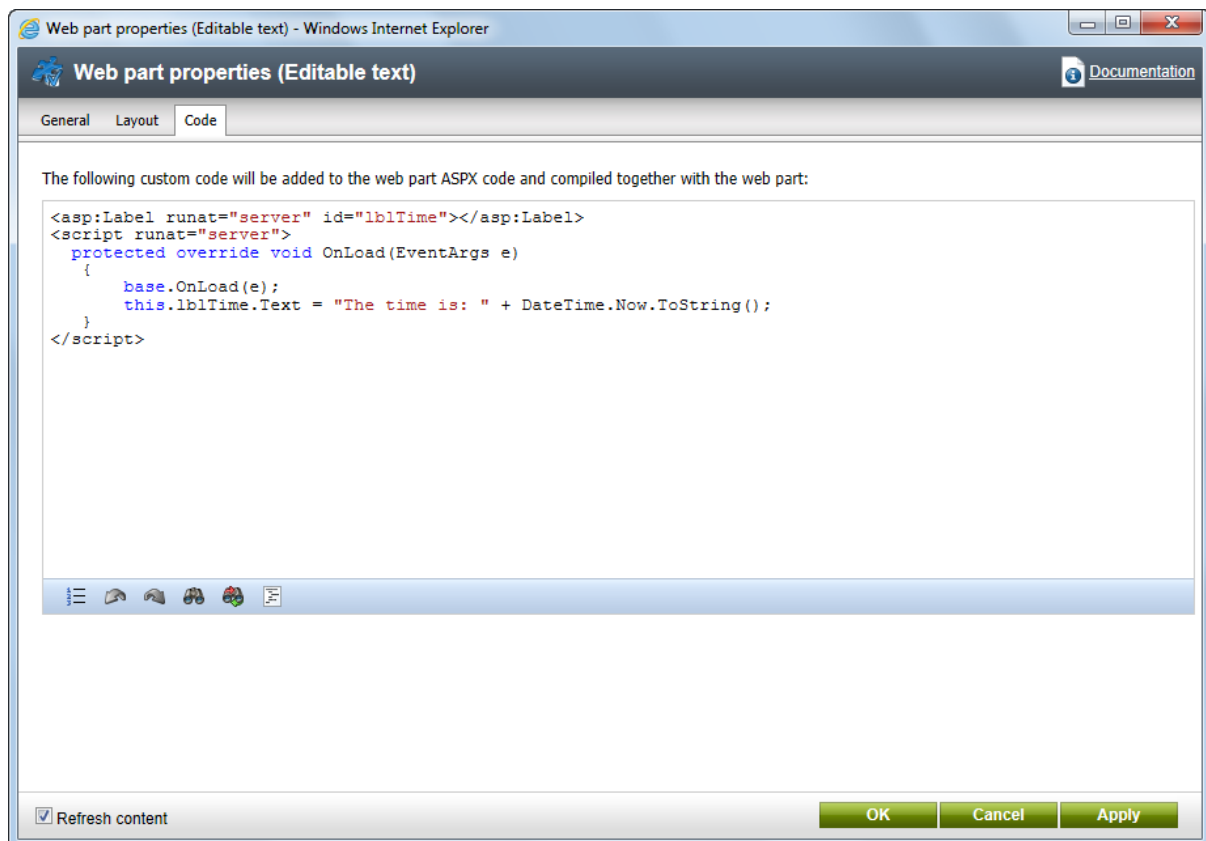 Web part properties (Editable text) - Windows Internet Explorer
Web part properties (Editable text)
Documentation
General Layout Code
The following custom code will be added to the web part ASPX code and compiled together with the web part:
<asp:Label runat="server" id="lblTime"></asp:Label>
<script runat="server">
  protected override void OnLoad(EventArgs e)
   {
       base.OnLoad(e);
       this.lblTime.Text = "The time is: " + DateTime.Now.ToString();
   }
</script>
Refresh content
OK Cancel Apply